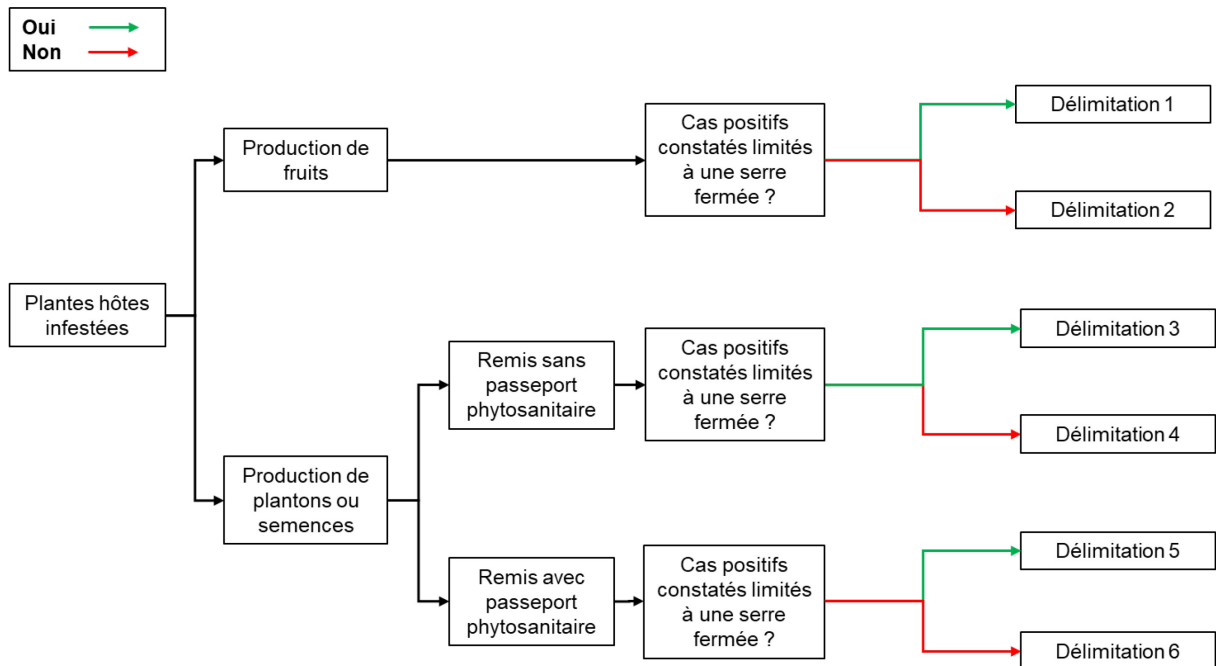 Oui
Non
Production de
fruits
Cas positifs
constatés limités
à une serre
fermée ?
Délimitation 1
Délimitation 2
Plantes hôtes
infestées
Remis sans
passeport
phytosanitaire
Cas positifs
constatés limités
à une serre
fermée ?
Délimitation 3
Délimitation 4
Production de
plantons ou
semences
Remis avec
passeport
phytosanitaire
Cas positifs
constatés limités
à une serre
fermée ?
Délimitation 5
Délimitation 6